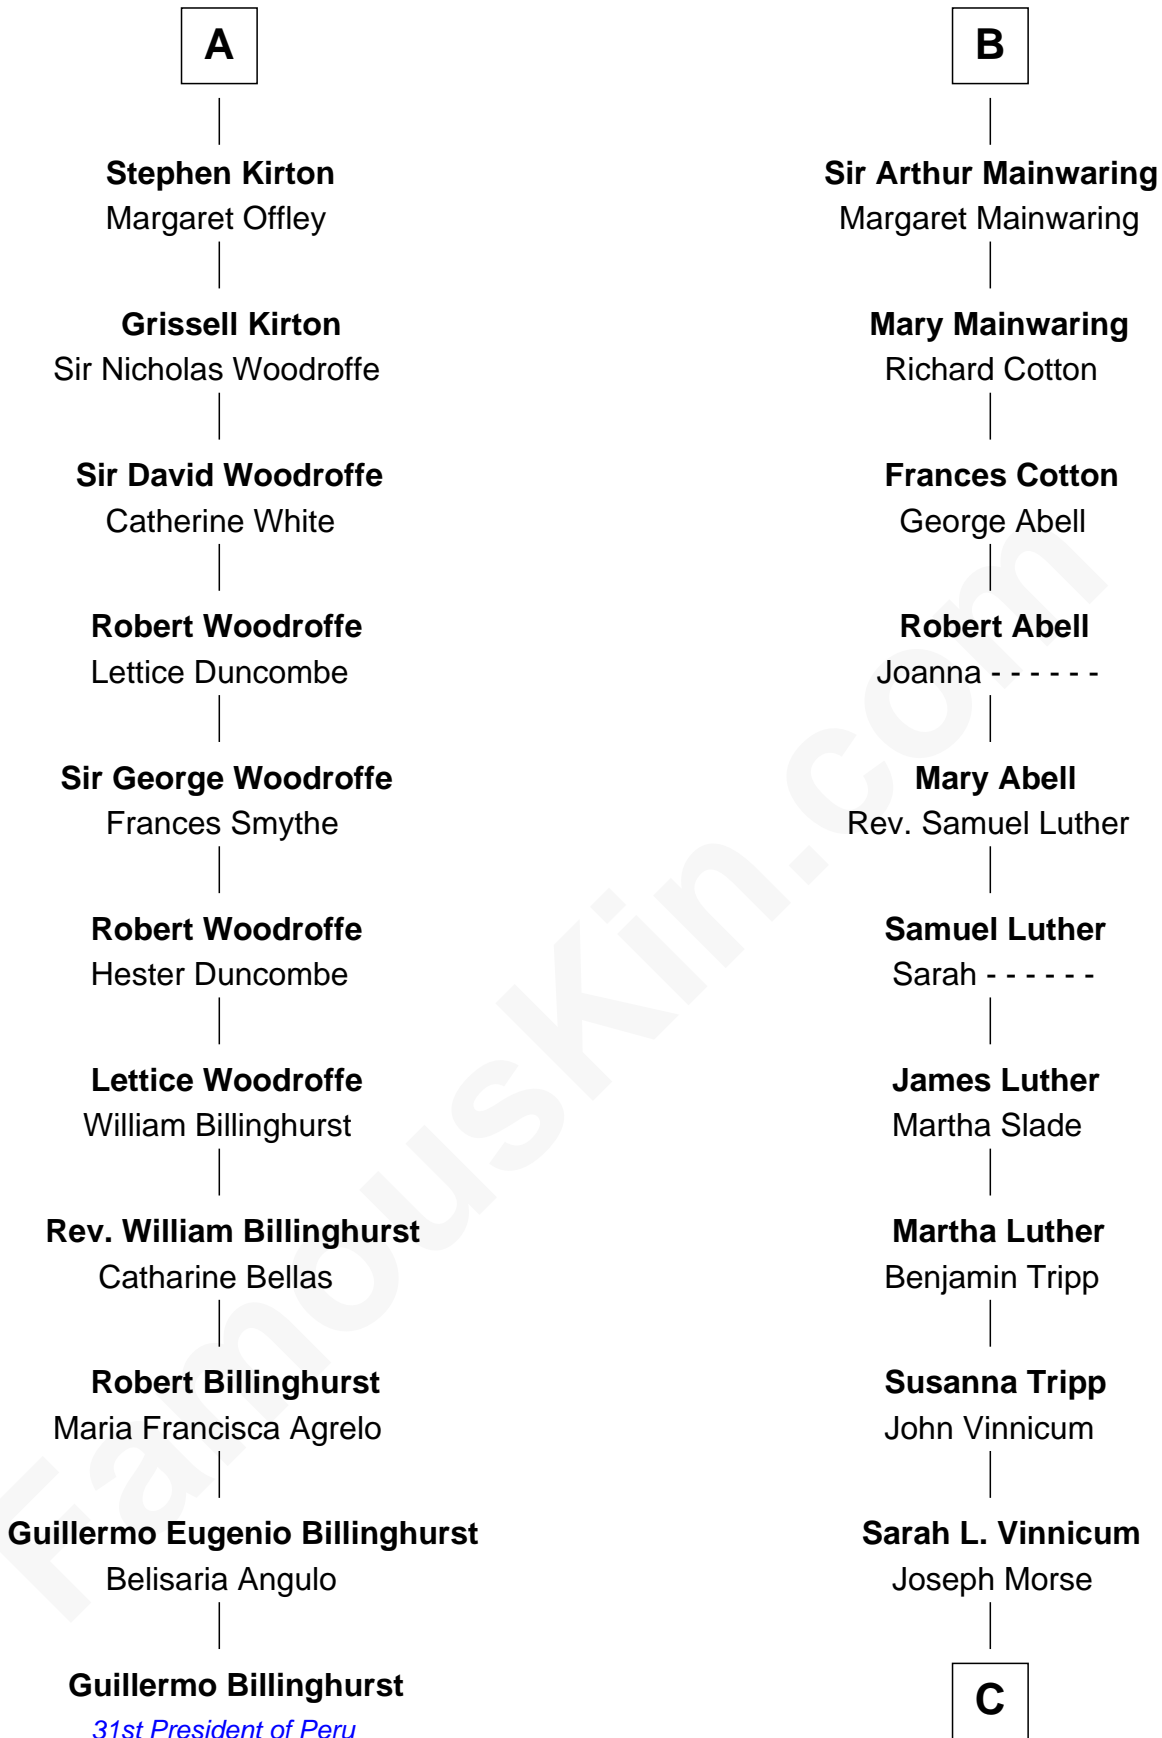 A
Stephen Kirton
Margaret Offley
Grissell Kirton
Sir Nicholas Woodroffe
Sir David Woodroffe
Catherine White
Robert Woodroffe
Lettice Duncombe
Sir George Woodroffe
Frances Smythe
Robert Woodroffe
Hester Duncombe
Lettice Woodroffe
William Billinghurst
Rev. William Billinghurst
Catharine Bellas
Robert Billinghurst
Maria Francisca Agrelo
Guillermo Eugenio Billinghurst
Belisaria Angulo
Guillermo Billinghurst
31st President of Peru
B
Sir Arthur Mainwaring
Margaret Mainwaring
Mary Mainwaring
Richard Cotton
Frances Cotton
George Abell
Robert Abell
Joanna - - - - - -
Mary Abell
Rev. Samuel Luther
Samuel Luther
Sarah - - - - - -
James Luther
Martha Slade
Martha Luther
Benjamin Tripp
Susanna Tripp
John Vinnicum
Sarah L. Vinnicum
Joseph Morse
C
FamousKin.com